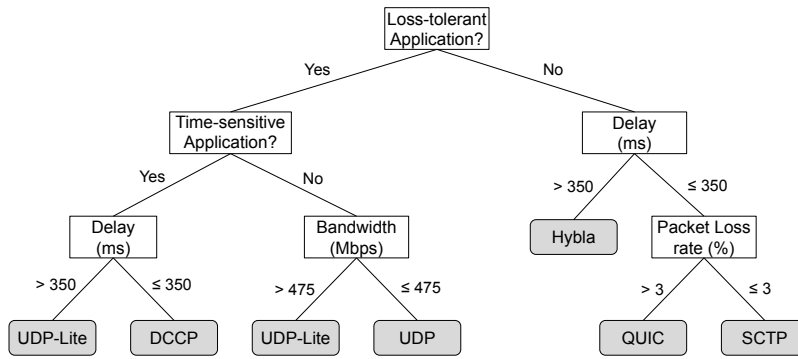 Loss-tolerant
Application?
Yes
No
Time-sensitive
Application?
Delay
(ms)
Yes
No
> 350
≤ 350
Delay
(ms)
Bandwidth
(Mbps)
Hybla
Packet Loss
rate (%)
> 350
≤ 350
> 475
≤ 475
> 3
≤ 3
UDP-Lite
DCCP
UDP-Lite
UDP
QUIC
SCTP